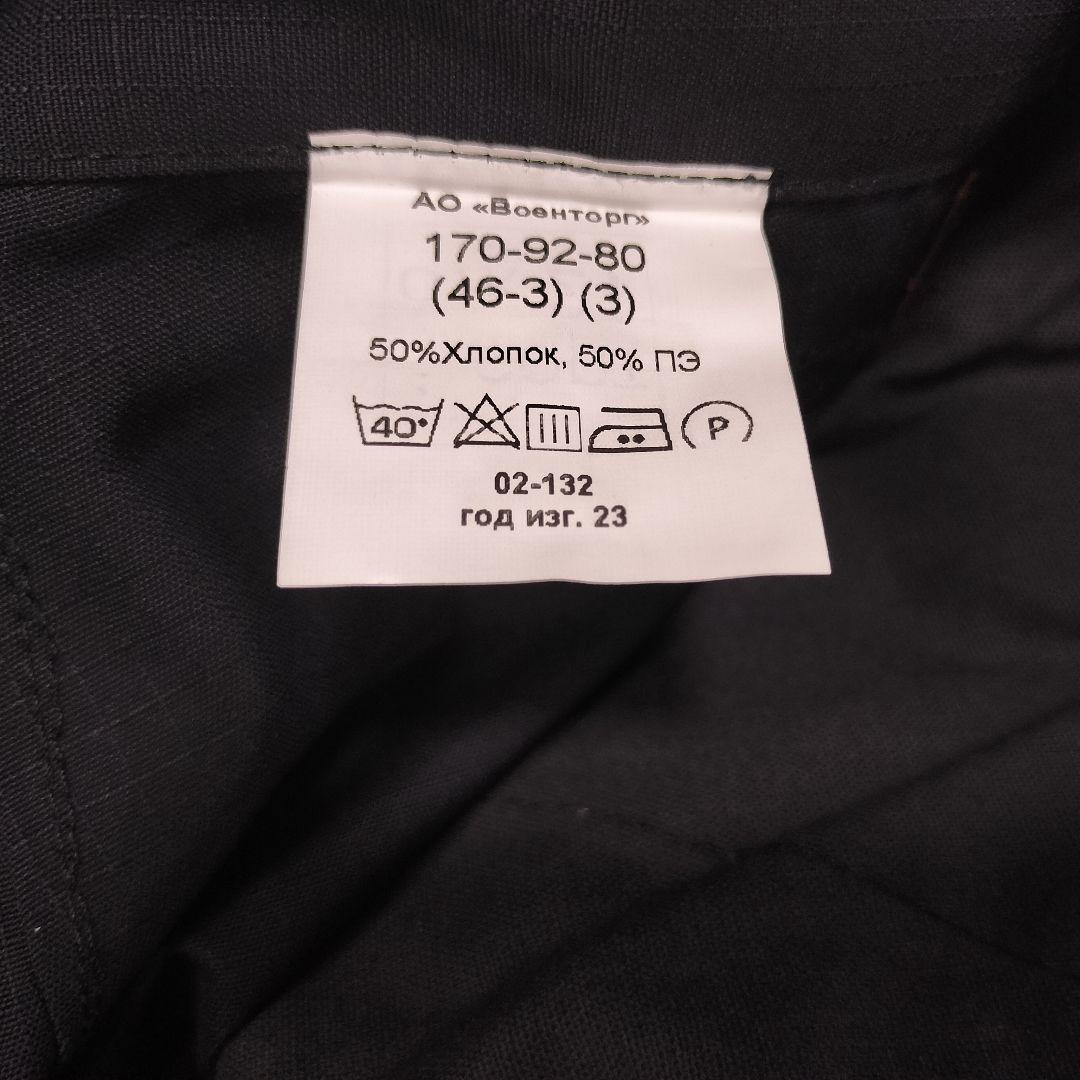 АО «Военторг»
170-92-80
(46-3) (3)
50%Хлопок, 50% ПЭ
40° P
02-132
год изг. 23